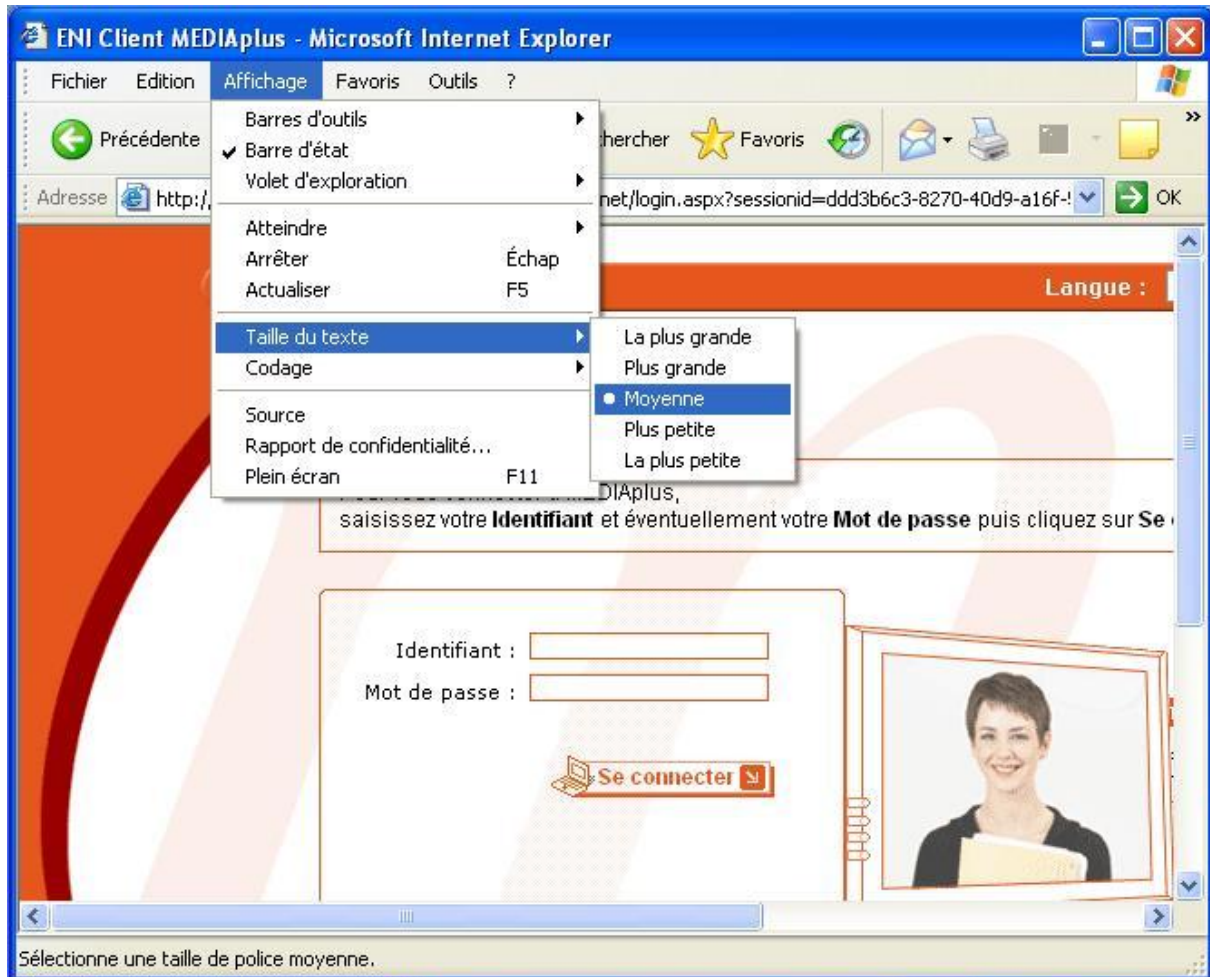 ENI Client MEDIAplus - Microsoft Internet Explorer
Fichier Edition Affichage Favoris Outils ?
Précédente hercher Favoris »
Adresse http:/ net/login.aspx?sessionid=ddd3b6c3-8270-40d9-a16f- OK
Barres d'outils
Barre d'état
Volet d'exploration
Atteindre
Arrêter Échap
Actualiser F5
Taille du texte
Codage
Source
Rapport de confidentialité...
Plein écran F11
La plus grande
Plus grande
Moyenne
Plus petite
La plus petite
Langue :
MEDIAplus,
saisissez votre Identifiant et éventuellement votre Mot de passe puis cliquez sur Se
Identifiant :
Mot de passe :
Se connecter
Sélectionne une taille de police moyenne.